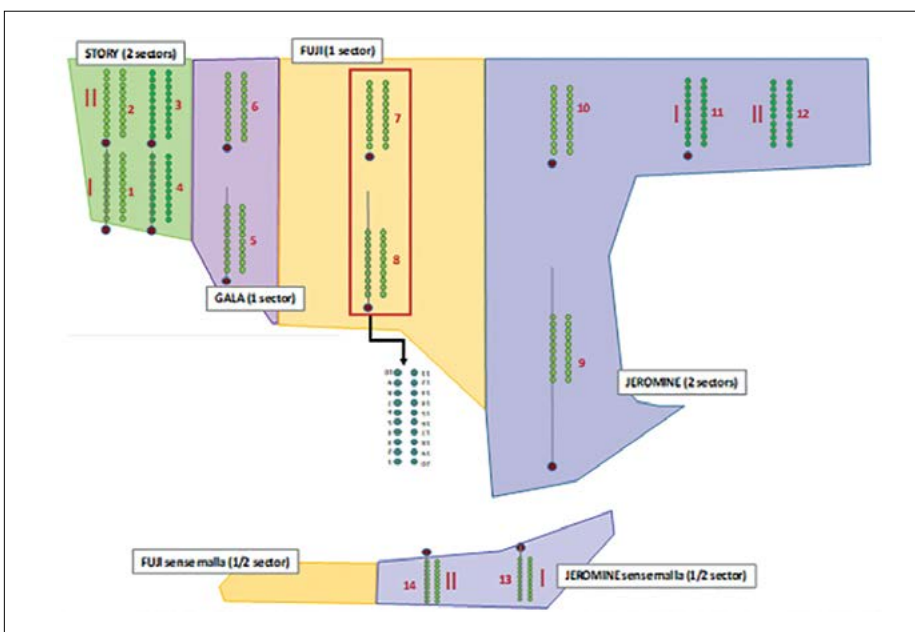 STORY (2 sectors)
FUJI (1 sector)
II
2
3
6
7
10
I
11
II
12
I
1
4
5
8
GALA (1 sector)
9
JEROMINE (2 sectors)
FUJI sense malla (1/2 sector)
14
II
13
I
JEROMINE sense malla (1/2 sector)